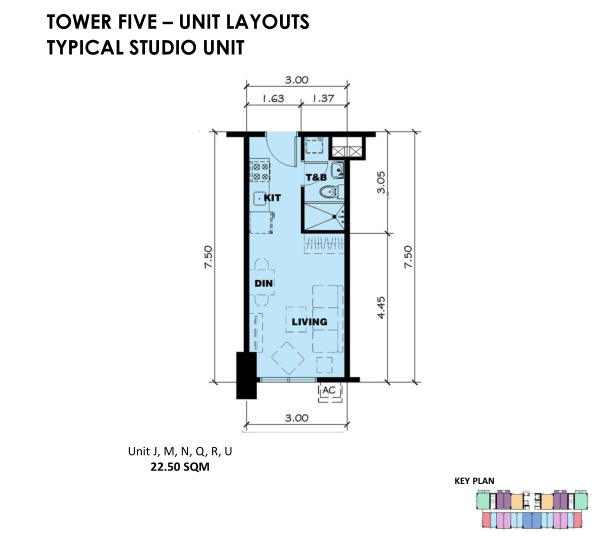 TOWER FIVE – UNIT LAYOUTS
TYPICAL STUDIO UNIT
3.00
1.63 1.37
T&B
KIT
3.05
7.50
7.50
DIN
4.45
LIVING
AC
3.00
Unit J, M, N, Q, R, U
22.50 SQM
KEY PLAN